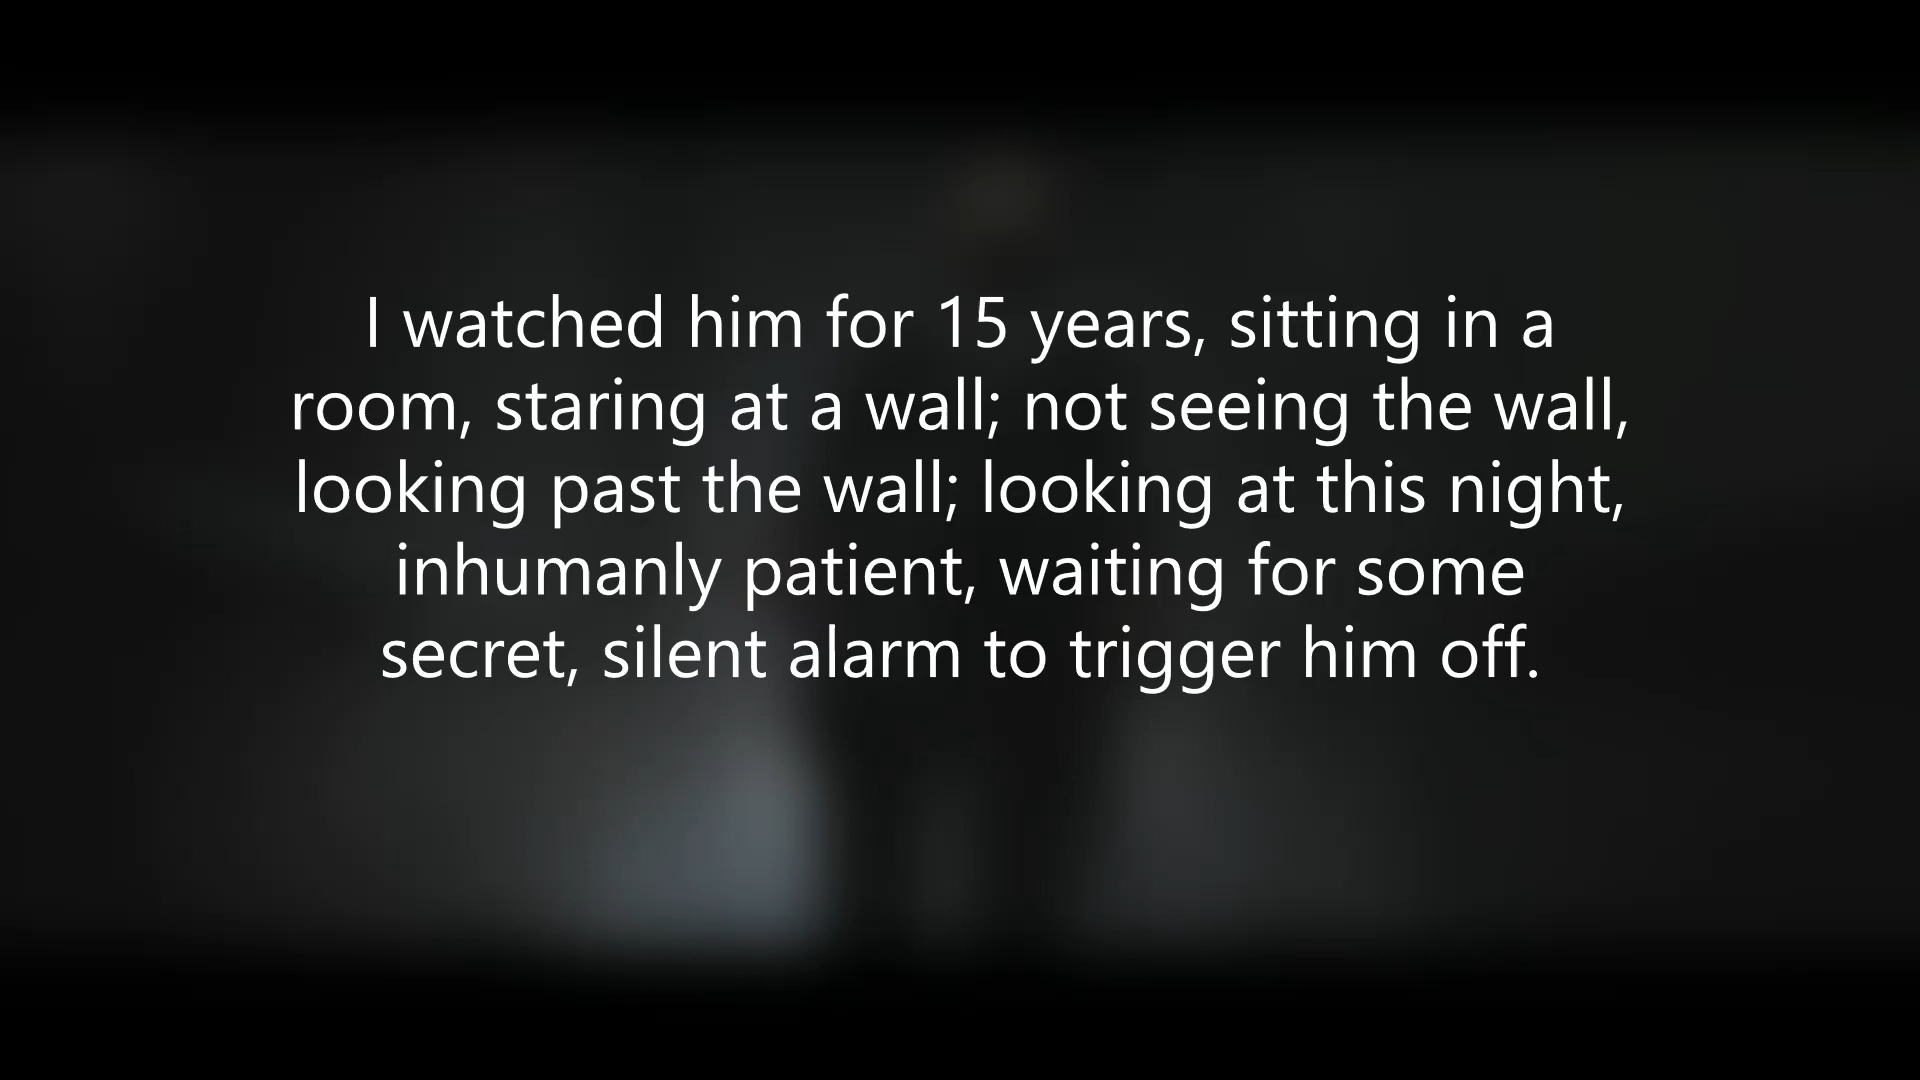 I watched him for 15 years, sitting in a
room, staring at a wall; not seeing the wall,
looking past the wall; looking at this night,
inhumanly patient, waiting for some
secret, silent alarm to trigger him off.